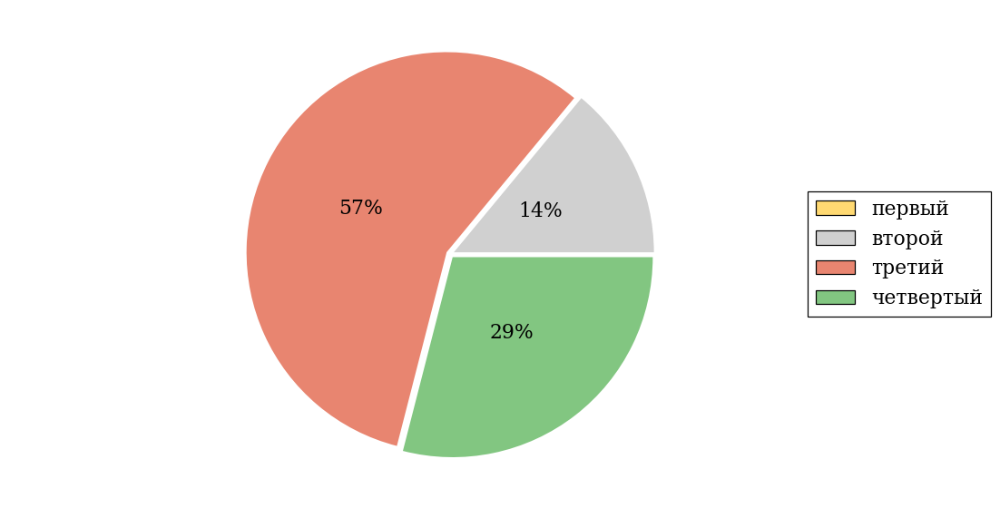 57%
14%
29%
первый
второй
третий
четвертый